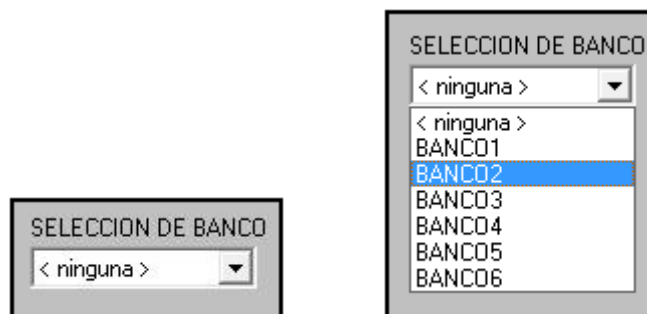 SELECCION DE BANCO
< ninguna >
SELECCION DE BANCO
< ninguna >
< ninguna >
BANCO1
BANCO2
BANCO3
BANCO4
BANCO5
BANCO6